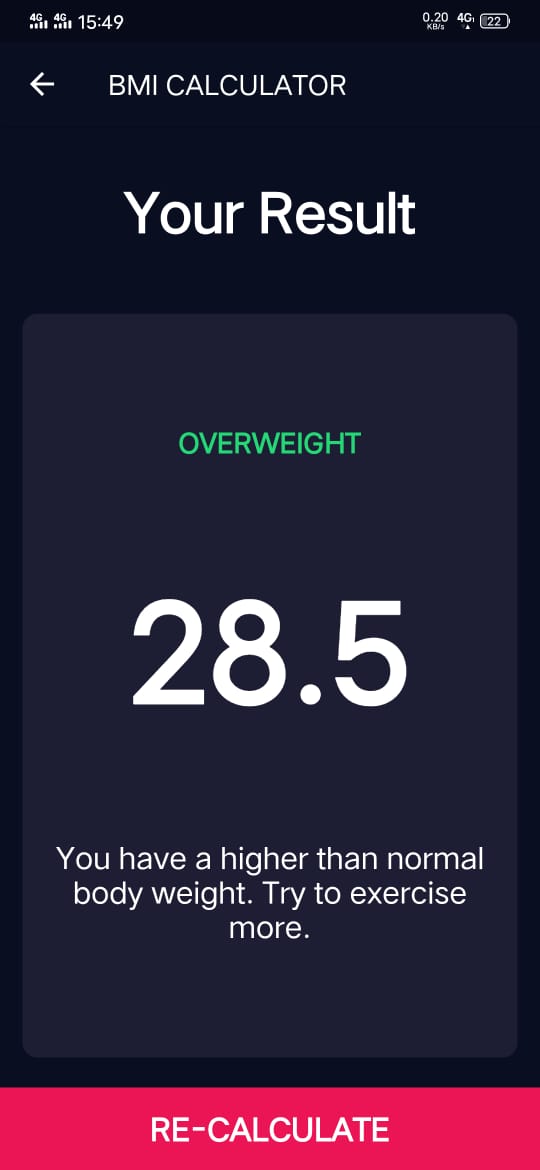 4G 4G 15:49 0.20 KB/s 4G 22
BMI CALCULATOR
Your Result
OVERWEIGHT
28.5
You have a higher than normal
body weight. Try to exercise
more.
RE-CALCULATE